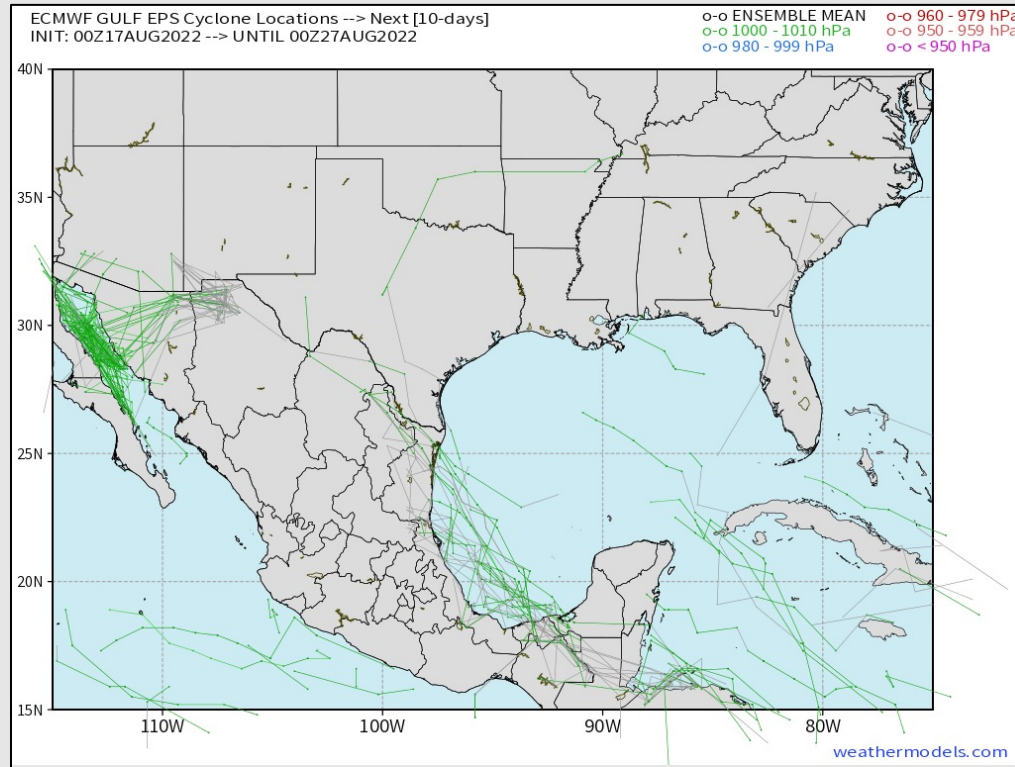 ECMWF GULF EPS Cyclone Locations --> Next [10-days]
INIT: 00Z17AUG2022 --> UNTIL 00Z27AUG2022
o-o ENSEMBLE MEAN
o-o 1000 - 1010 hPa
o-o 980 - 999 hPa
o-o 960 - 979 hPa
o-o 950 - 959 hPa
o-o < 950 hPa
40N
35N
30N
25N
20N
15N
110W
100W
90W
80W
weathermodels.com